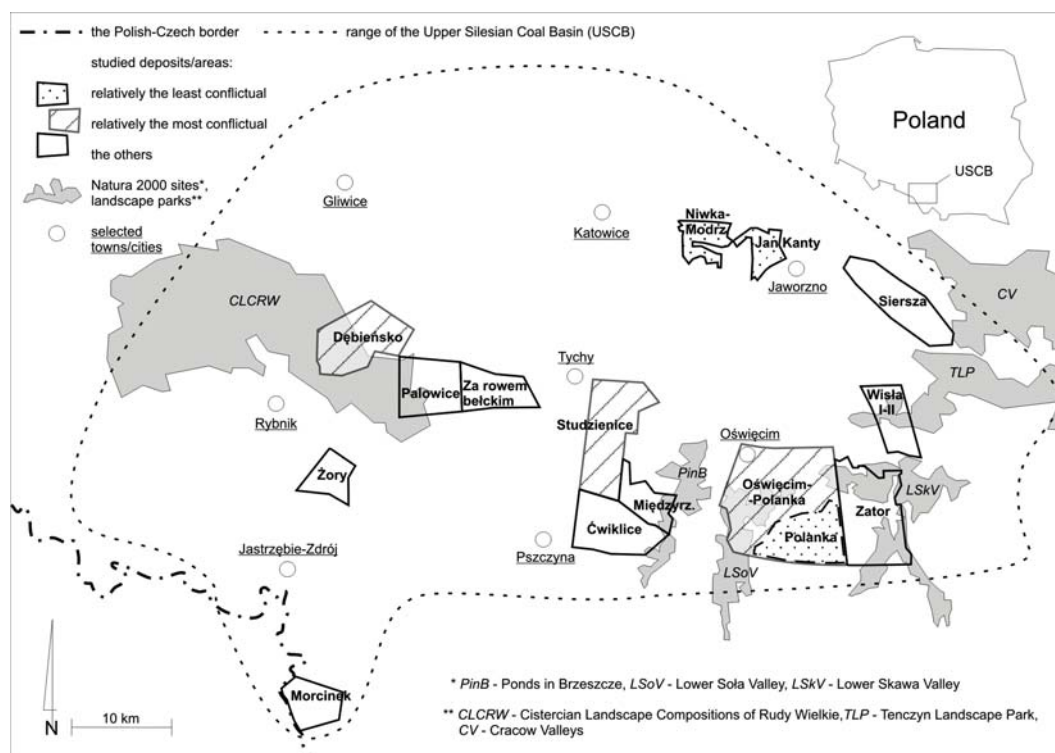 the Polish-Czech border
range of the Upper Silesian Coal Basin (USCB)
studied deposits/areas:
relatively the least conflictual
relatively the most conflictual
the others
Natura 2000 sites*,
landscape parks**
selected
towns/cities
Poland
USCB
Gliwice
Katowice
Niwka-
Modrz.
Jan Kanty
Jaworzno
Siersza
CV
CLCRW
Dębieńsko
Palowice
Za rowem
bełckim
Tychy
TLP
Wisła
I-II
Rybnik
Studzienice
Oświęcim
Żory
PinB
Oświęcim-
-Polanka
LSkV
Międzyrz.
Zator
Ćwiklice
Polanka
Pszczyna
Jastrzębie-Zdrój
LSoV
Morcinek
N
10 km
* PinB - Ponds in Brzeszcze, LSoV - Lower Soła Valley, LSkV - Lower Skawa Valley
** CLCRW - Cistercian Landscape Compositions of Rudy Wielkie, TLP - Tenczyn Landscape Park,
CV - Cracow Valleys